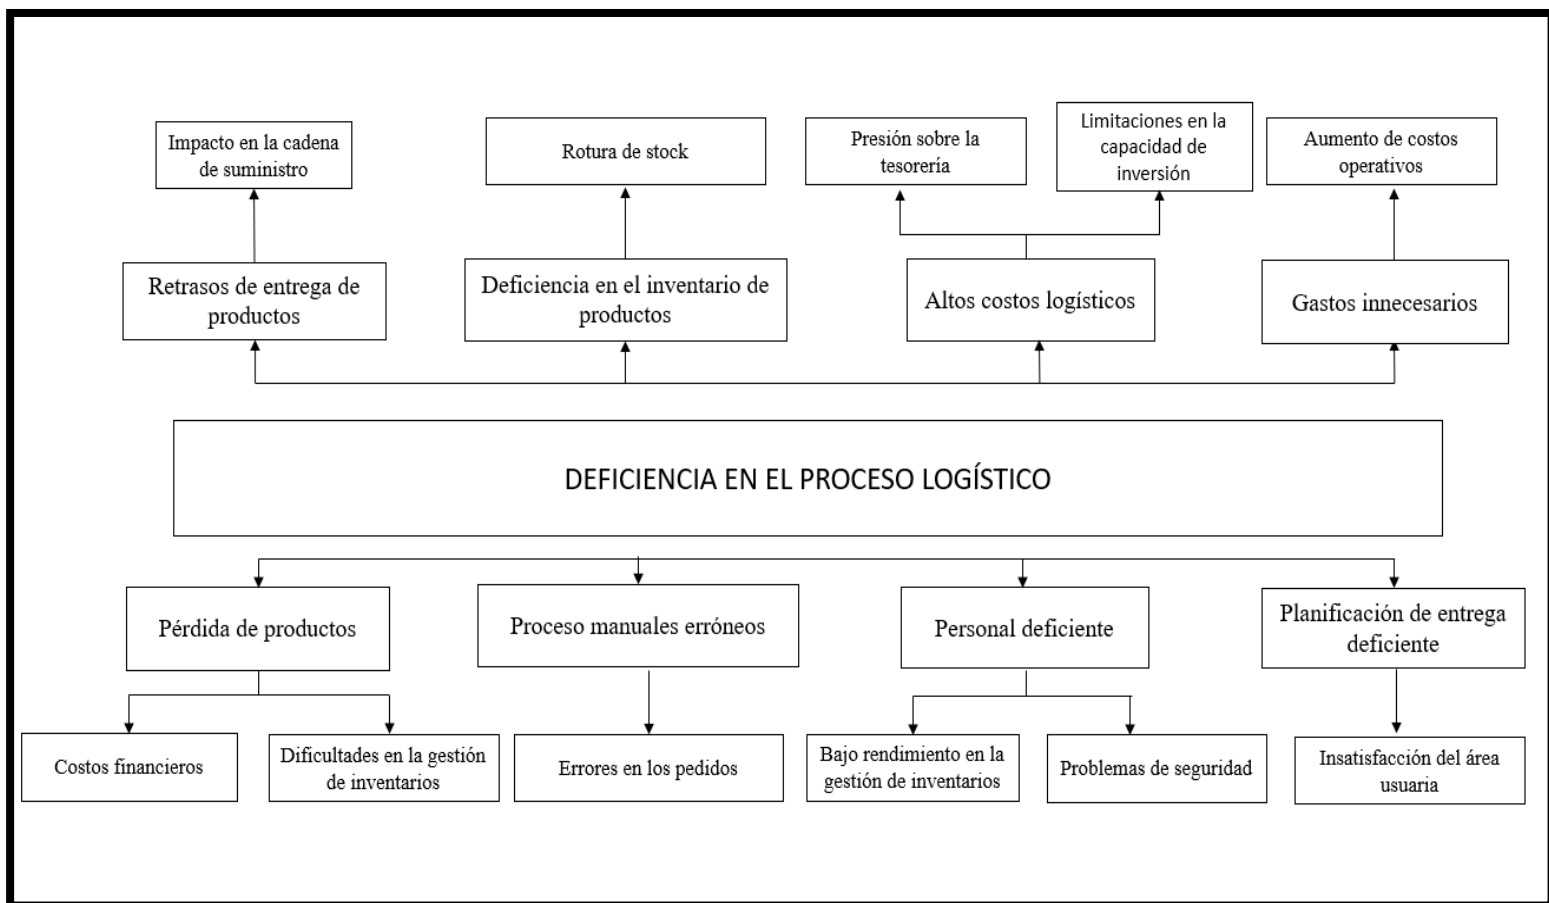 Impacto en la cadena
de suministro
Rotura de stock
Presión sobre la
tesorería
Limitaciones en la
capacidad de
inversión
Aumento de costos
operativos
Retrasos de entrega de
productos
Deficiencia en el inventario de
productos
Altos costos logísticos
Gastos innecesarios
DEFICIENCIA EN EL PROCESO LOGÍSTICO
Pérdida de productos
Proceso manuales erróneos
Personal deficiente
Planificación de entrega
deficiente
Costos financieros
Dificultades en la gestión
de inventarios
Errores en los pedidos
Bajo rendimiento en la
gestión de inventarios
Problemas de seguridad
Insatisfacción del área
usuaria